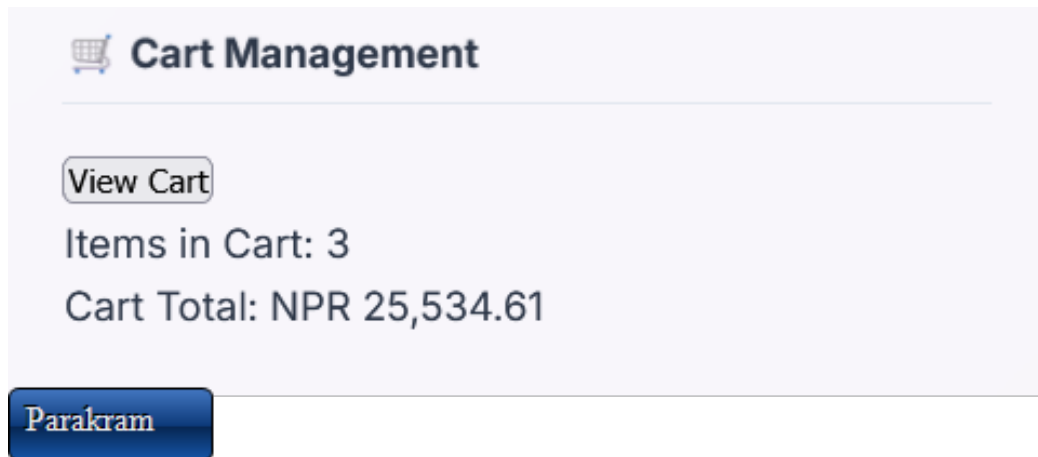 Cart Management
View Cart
Items in Cart: 3
Cart Total: NPR 25,534.61
Parakram